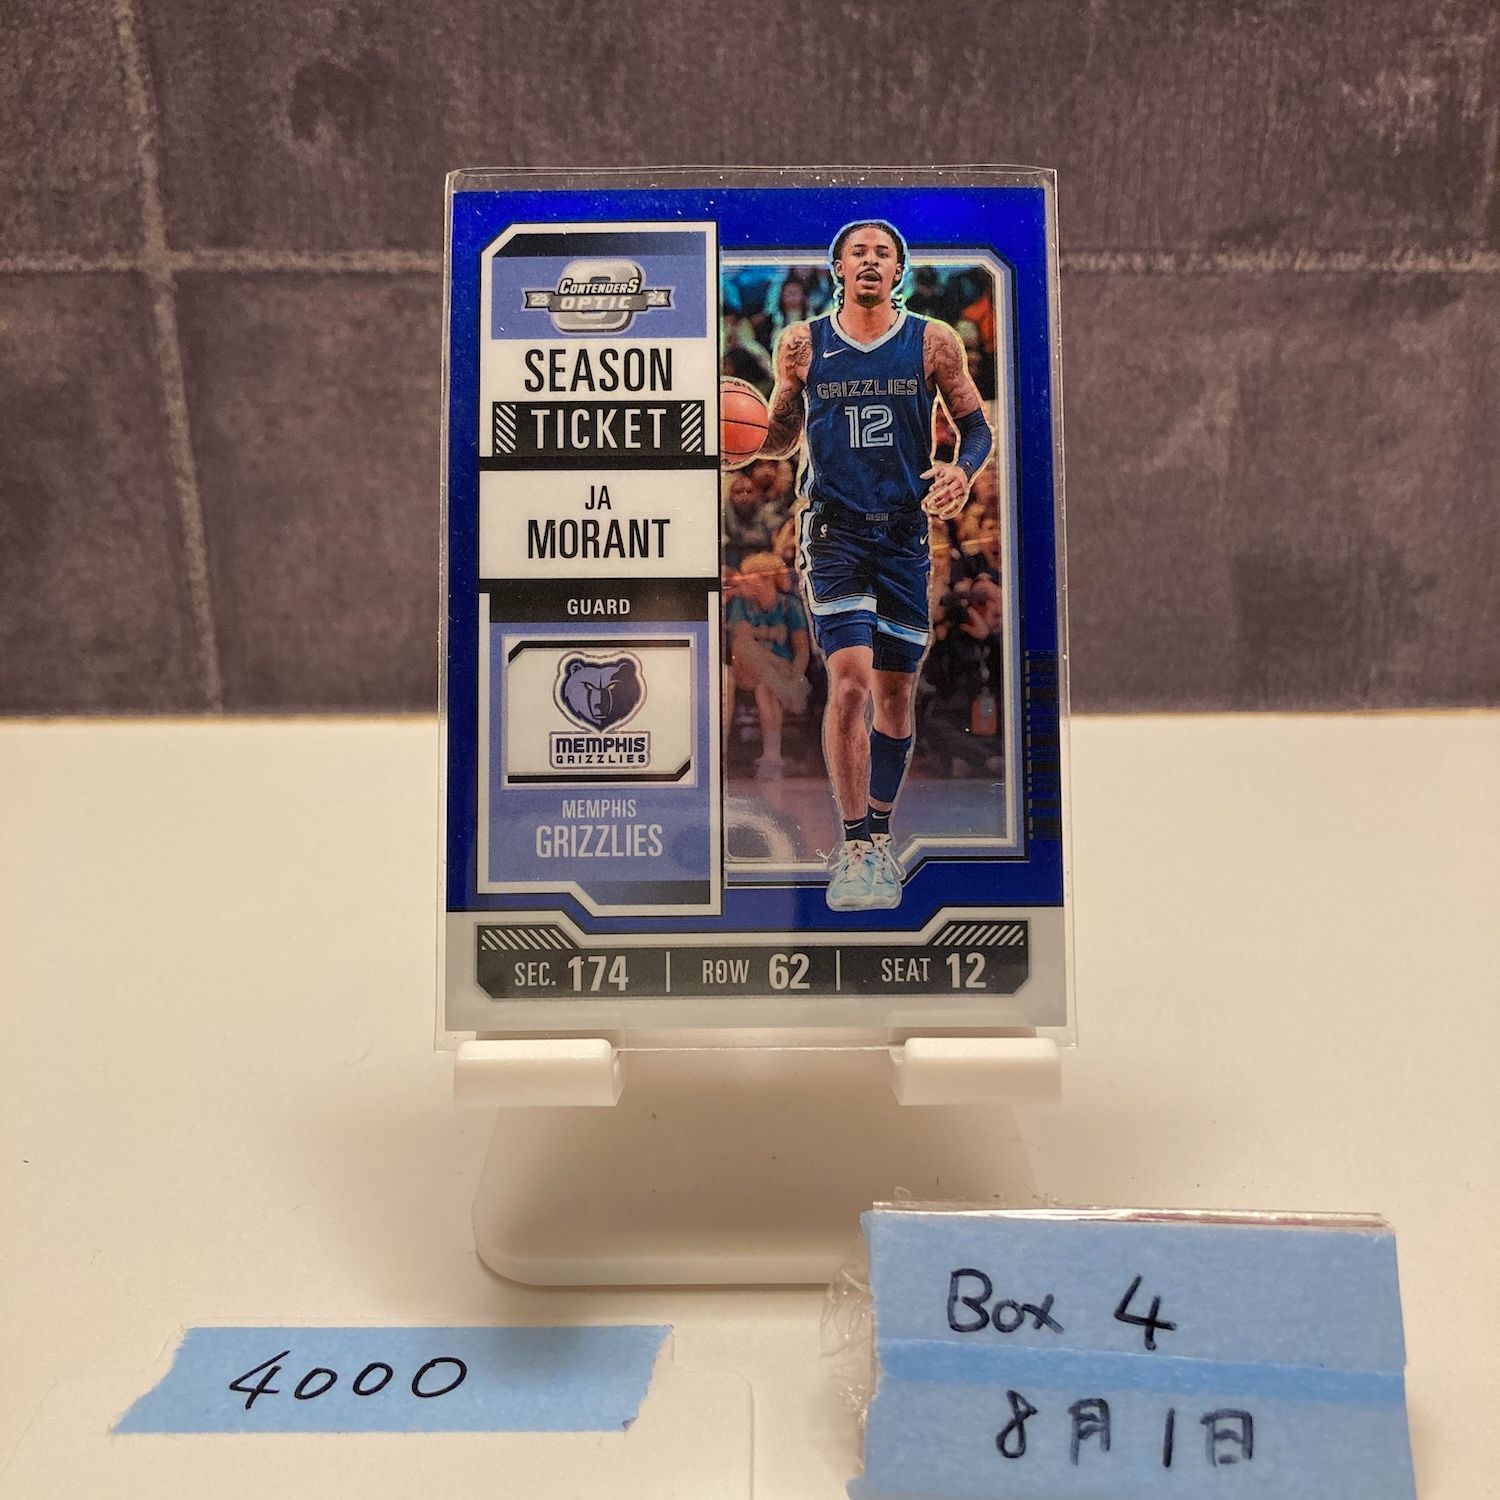 CONTENDERS
23 OPTIC 24
SEASON
TICKET
JA
MORANT
GUARD
MEMPHIS
GRIZZLIES
MEMPHIS
GRIZZLIES
GRIZZLIES
12
SEC. 174 | ROW 62 | SEAT 12
4000
Box 4
8月1日